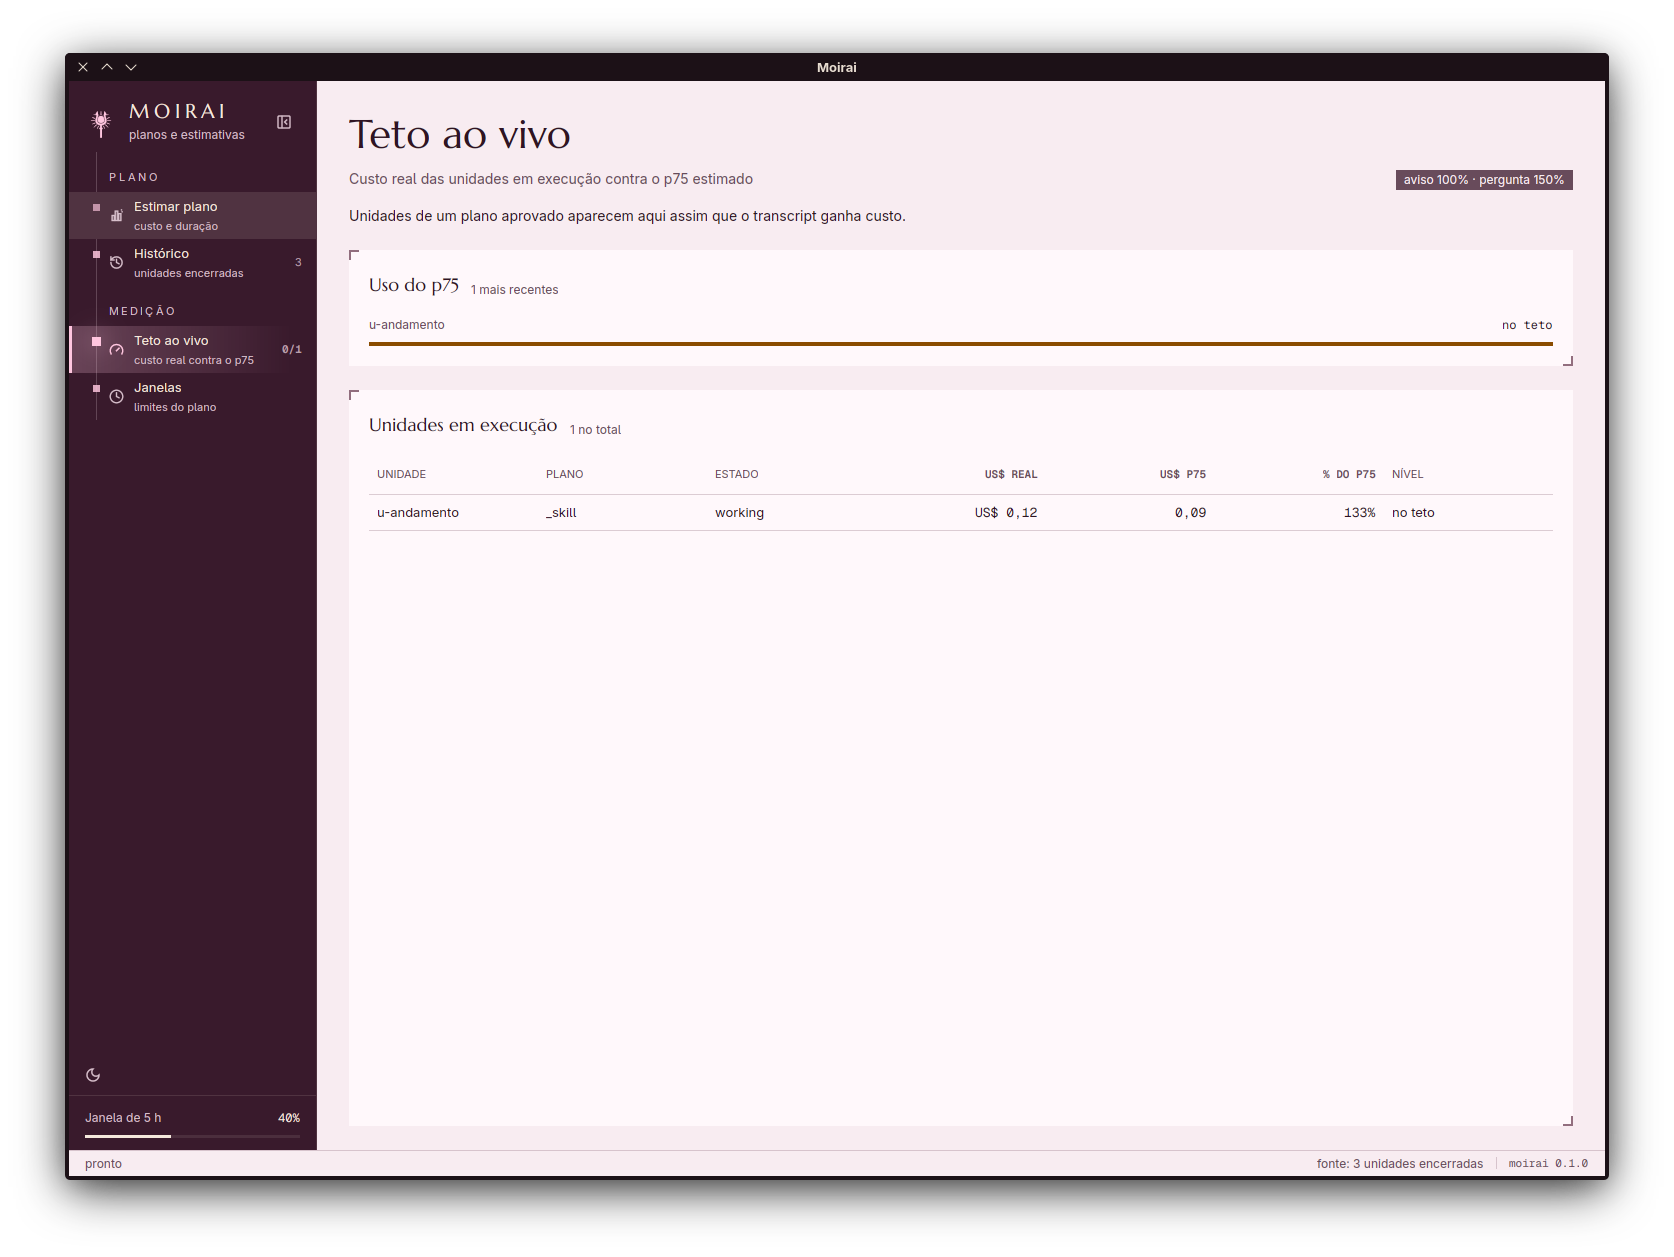 Moirai
MOIRAI
planos e estimativas
PLANO
Estimar plano
custo e duração
Histórico
unidades encerradas
3
MEDIÇÃO
Teto ao vivo
custo real contra o p75
0/1
Janelas
limites do plano
Janela de 5 h
40%
Teto ao vivo
Custo real das unidades em execução contra o p75 estimado
aviso 100% · pergunta 150%
Unidades de um plano aprovado aparecem aqui assim que o transcript ganha custo.
Uso do p75 1 mais recentes
u-andamento no teto
Unidades em execução 1 no total
UNIDADE PLANO ESTADO US$ REAL US$ P75 % DO P75 NÍVEL
u-andamento _skill working US$ 0,12 0,09 133% no teto
pronto
fonte: 3 unidades encerradas
moirai 0.1.0